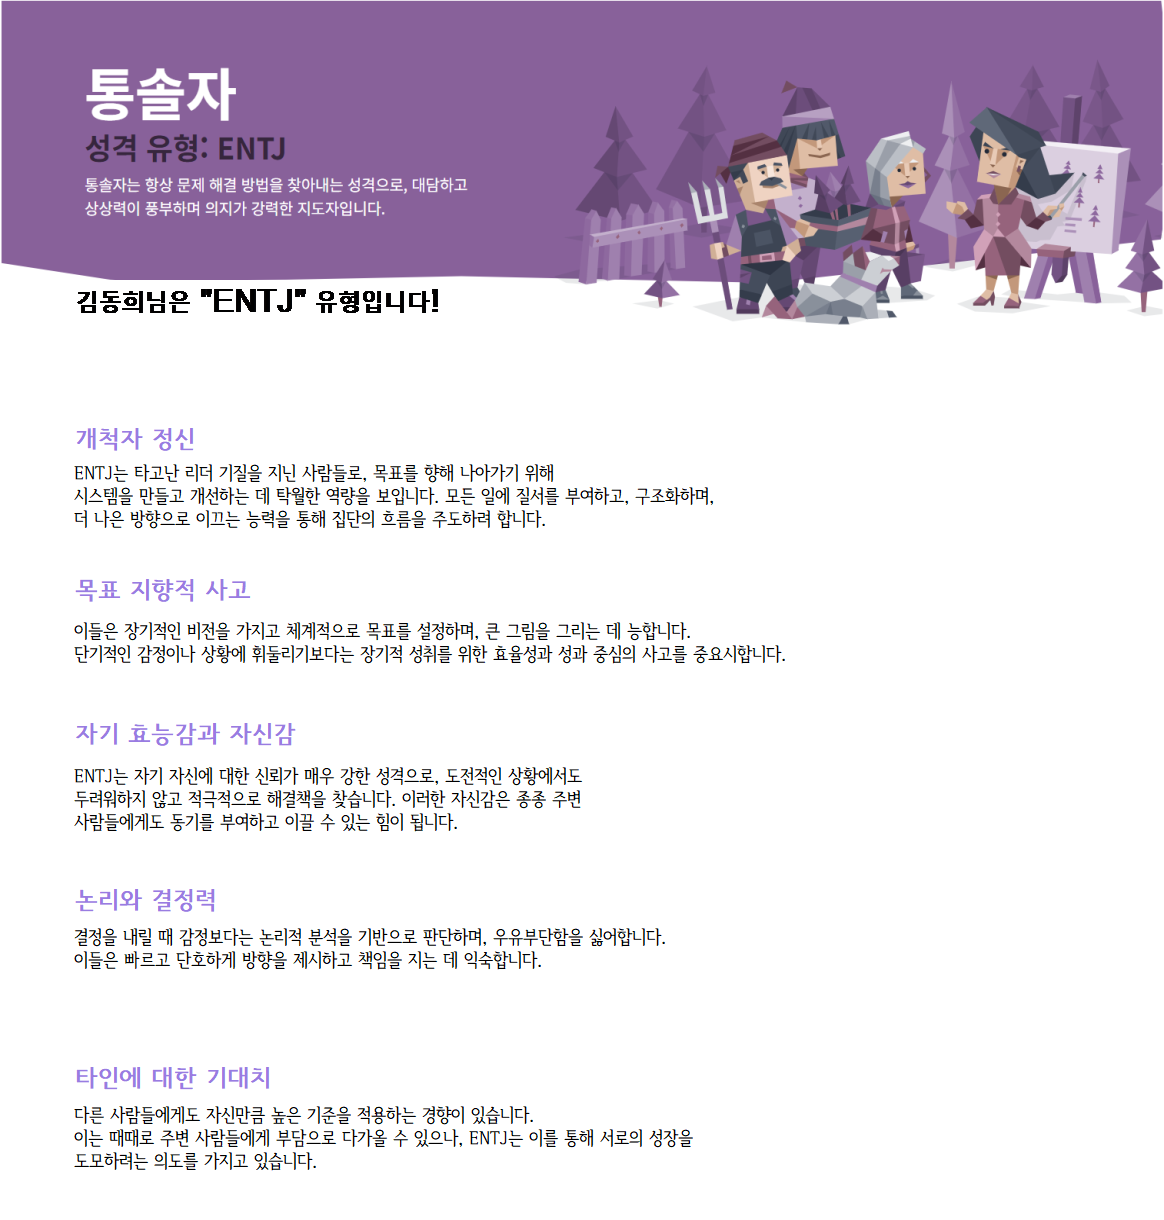 통솔자
성격 유형: ENTJ
통솔자는 항상 문제 해결 방법을 찾아내는 성격으로, 대담하고
상상력이 풍부하며 의지가 강력한 지도자입니다.
김동희님은 "ENTJ" 유형입니다!
개척자 정신
ENTJ는 타고난 리더 기질을 지닌 사람들로, 목표를 향해 나아가기 위해
시스템을 만들고 개선하는 데 탁월한 역량을 보입니다. 모든 일에 질서를 부여하고, 구조화하며,
더 나은 방향으로 이끄는 능력을 통해 집단의 흐름을 주도하려 합니다.
목표 지향적 사고
이들은 장기적인 비전을 가지고 체계적으로 목표를 설정하며, 큰 그림을 그리는 데 능합니다.
단기적인 감정이나 상황에 휘둘리기보다는 장기적 성취를 위한 효율성과 성과 중심의 사고를 중요시합니다.
자기 효능감과 자신감
ENTJ는 자기 자신에 대한 신뢰가 매우 강한 성격으로, 도전적인 상황에서도
두려워하지 않고 적극적으로 해결책을 찾습니다. 이러한 자신감은 종종 주변
사람들에게도 동기를 부여하고 이끌 수 있는 힘이 됩니다.
논리와 결정력
결정을 내릴 때 감정보다는 논리적 분석을 기반으로 판단하며, 우유부단함을 싫어합니다.
이들은 빠르고 단호하게 방향을 제시하고 책임을 지는 데 익숙합니다.
타인에 대한 기대치
다른 사람들에게도 자신만큼 높은 기준을 적용하는 경향이 있습니다.
이는 때때로 주변 사람들에게 부담으로 다가올 수 있으나, ENTJ는 이를 통해 서로의 성장을
도모하려는 의도를 가지고 있습니다.